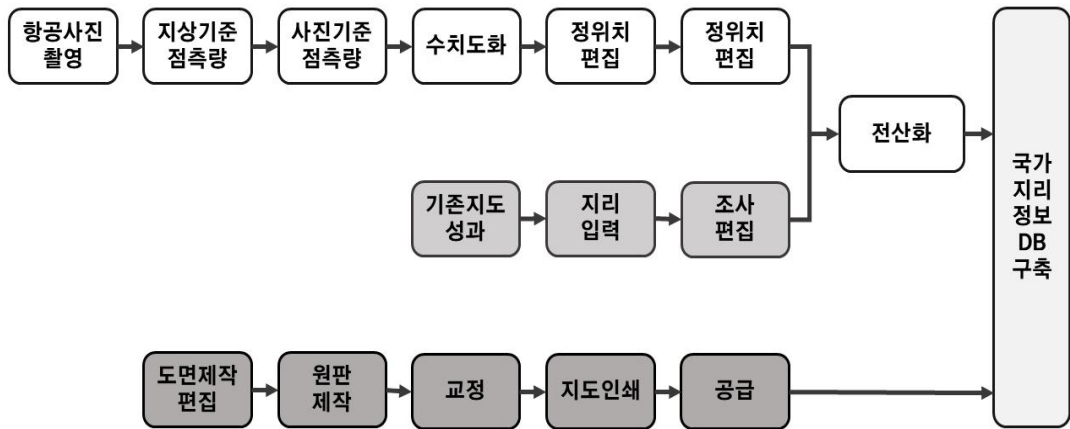 항공사진
촬영
지상기준
점측량
사진기준
점측량
수치도화
정위치
편집
정위치
편집
전산화
국가
지리
정보
DB
구축
기존지도
성과
지리
입력
조사
편집
도면제작
편집
원판
제작
교정
지도인쇄
공급